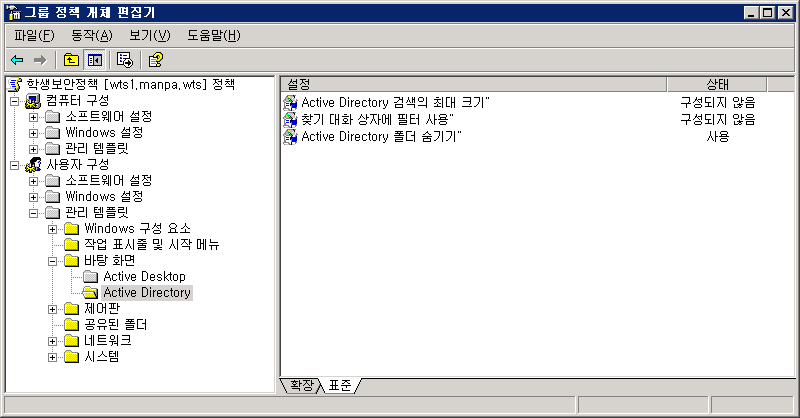 그룹 정책 개체 편집기
파일(F) 동작(A) 보기(V) 도움말(H)
학생보안정책 [wts1.manpa.wts] 정책
컴퓨터 구성
소프트웨어 설정
Windows 설정
관리 템플릿
사용자 구성
소프트웨어 설정
Windows 설정
관리 템플릿
Windows 구성 요소
작업 표시줄 및 시작 메뉴
바탕 화면
Active Desktop
Active Directory
제어판
공유된 폴더
네트워크
시스템
설정 상태
Active Directory 검색의 최대 크기" 구성되지 않음
찾기 대화 상자에 필터 사용" 구성되지 않음
Active Directory 폴더 숨기기" 사용
확장 표준